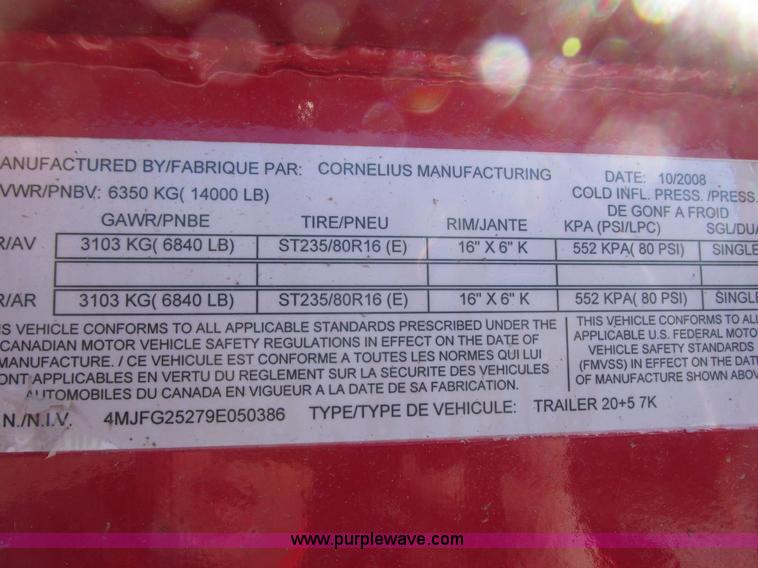 ANUFACTURED BY/FABRIQUE PAR: CORNELIUS MANUFACTURING DATE: 10/2008
VWR/PNBV: 6350 KG( 14000 LB) COLD INFL. PRESS. /PRESS.
DE GONF A FROID
GAWR/PNBE TIRE/PNEU RIM/JANTE KPA (PSI/LPC) SGL/DUA
R/AV 3103 KG( 6840 LB) ST235/80R16 (E) 16" X 6" K 552 KPA( 80 PSI) SINGLE
R/AR 3103 KG( 6840 LB) ST235/80R16 (E) 16" X 6" K 552 KPA( 80 PSI) SINGLE
IS VEHICLE CONFORMS TO ALL APPLICABLE STANDARDS PRESCRIBED UNDER THE
CANADIAN MOTOR VEHICLE SAFETY REGULATIONS IN EFFECT ON THE DATE OF
MANUFACTURE. / CE VEHICULE EST CONFORME A TOUTES LES NORMES QUI LUI
ONT APPLICABLES EN VERTU DU REGLEMENT SUR LA SÉCURITE DES VEHICULES
AUTOMOBILES DU CANADA EN VIGUEUR A LA DATE DE SA FABRICATION.
THIS VEHICLE CONFORMS TO ALL
APPLICABLE U.S. FEDERAL MOTO
VEHICLE SAFETY STANDARDS
(FMVSS) IN EFFECT ON THE DATE
OF MANUFACTURE SHOWN ABOVE
N./N.I.V. 4MJFG25279E050386 TYPE/TYPE DE VEHICULE: TRAILER 20+5 7K
www.purplewave.com